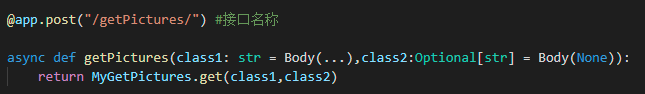 @app.post("/getPictures/") #接口名称
async def getPictures(class1: str = Body(...),class2:Optional[str] = Body(None)):
    return MyGetPictures.get(class1,class2)